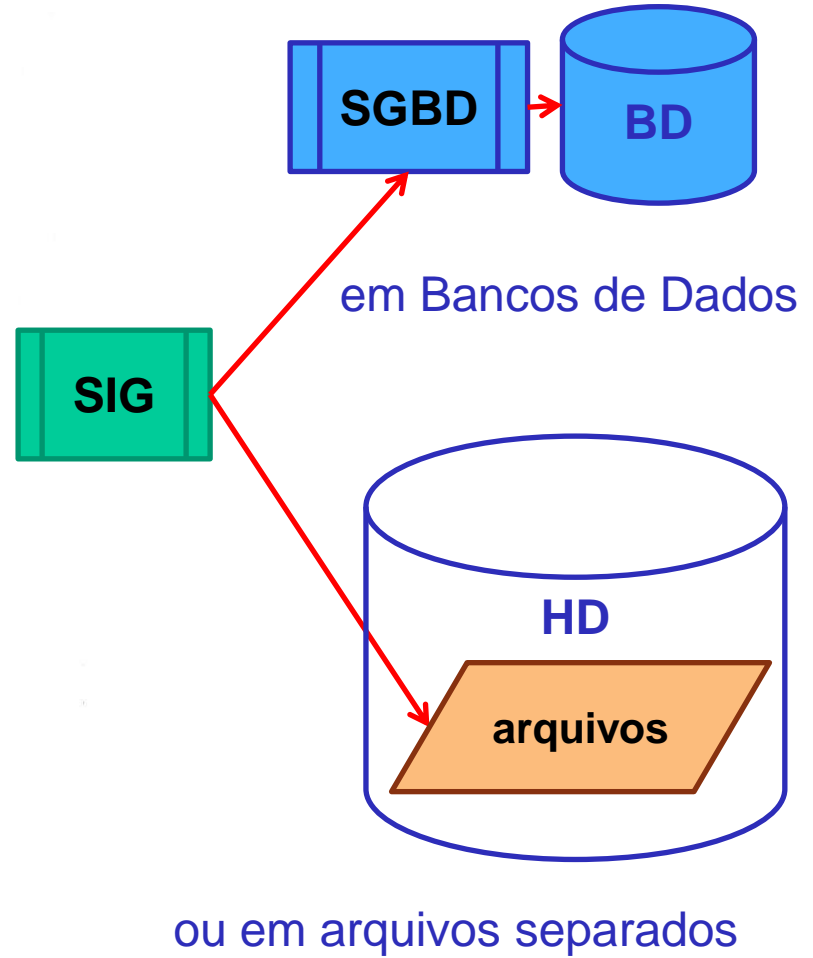 SGBD
BD
em Bancos de Dados
SIG
HD
arquivos
ou em arquivos separados